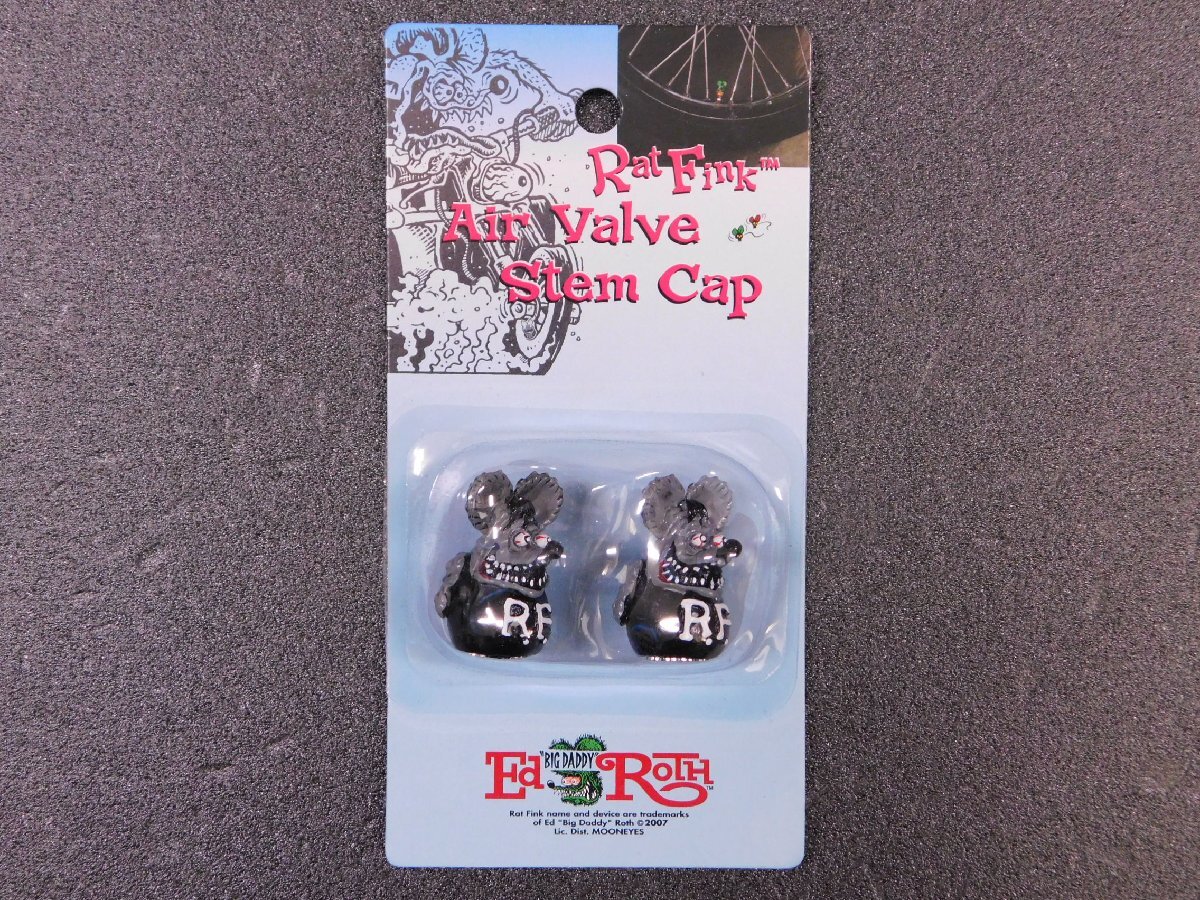 Rat Fink™
Air Valve
Stem Cap
R.F
R.F
Ed "BIG DADDY" ROTH™
Rat Fink name and device are trademarks
of Ed "Big Daddy" Roth ©2007
Lic. Dist. MOONEYES